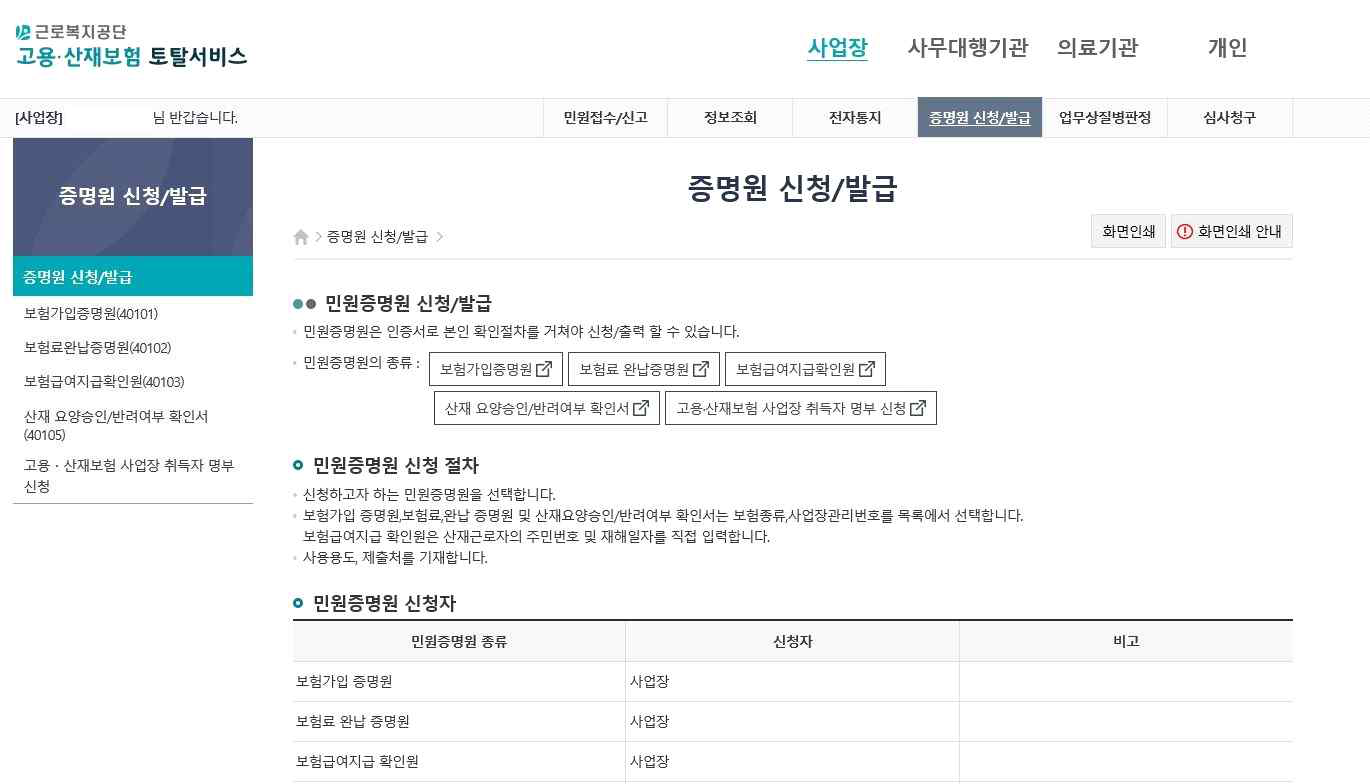 근로복지공단
고용·산재보험 토탈서비스
사업장 사무대행기관 의료기관 개인
[사업장] 님 반갑습니다.
민원접수/신고 정보조회 전자통지 증명원 신청/발급 업무상질병판정 심사청구
증명원 신청/발급
증명원 신청/발급
보험가입증명원(40101)
보험료완납증명원(40102)
보험급여지급확인원(40103)
산재 요양승인/반려여부 확인서
(40105)
고용 · 산재보험 사업장 취득자 명부
신청
증명원 신청/발급
증명원 신청/발급
화면인쇄 화면인쇄 안내
민원증명원 신청/발급
민원증명원은 인증서로 본인 확인절차를 거쳐야 신청/출력 할 수 있습니다.
민원증명원의 종류 : 보험가입증명원 보험료 완납증명원 보험급여지급확인원
산재 요양승인/반려여부 확인서 고용·산재보험 사업장 취득자 명부 신청
민원증명원 신청 절차
신청하고자 하는 민원증명원을 선택합니다.
보험가입 증명원,보험료,완납 증명원 및 산재요양승인/반려여부 확인서는 보험종류,사업장관리번호를 목록에서 선택합니다.
보험급여지급 확인원은 산재근로자의 주민번호 및 재해일자를 직접 입력합니다.
사용용도, 제출처를 기재합니다.
민원증명원 신청자
민원증명원 종류 신청자 비고
보험가입 증명원 사업장
보험료 완납 증명원 사업장
보험급여지급 확인원 사업장